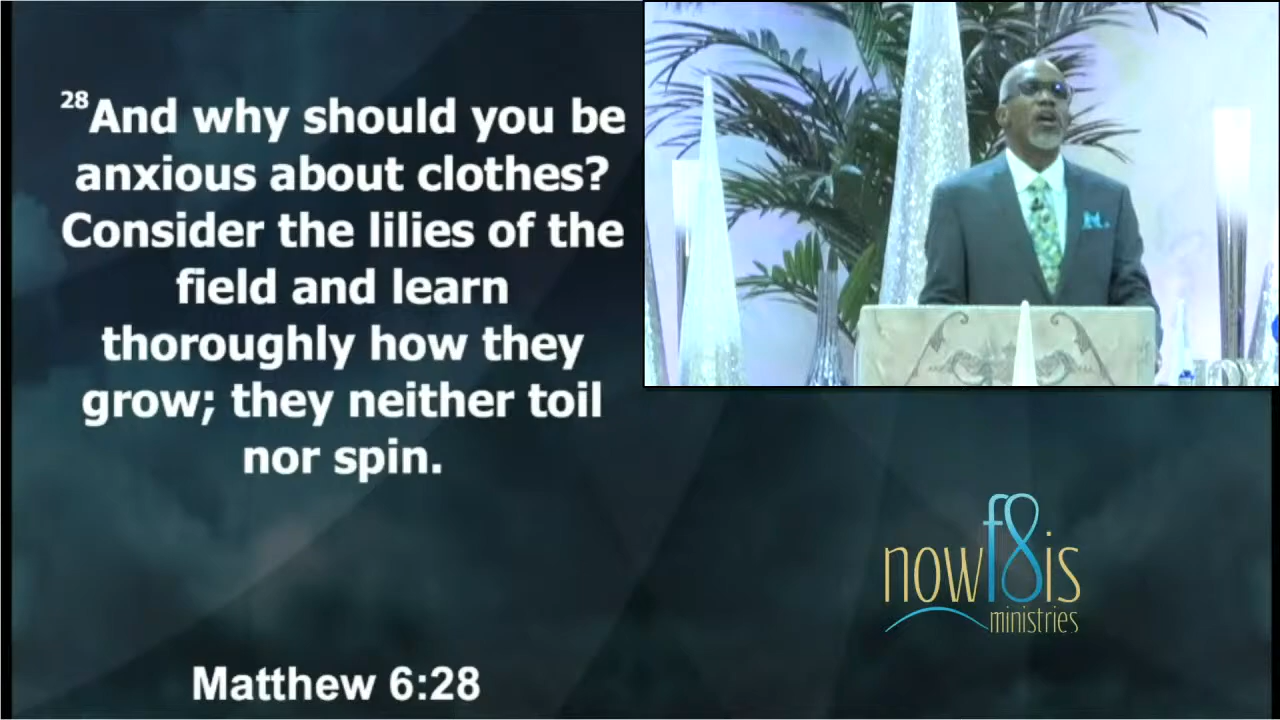 28And why should you be
anxious about clothes?
Consider the lilies of the
field and learn
thoroughly how they
grow; they neither toil
nor spin.
Matthew 6:28
nowf8is
ministries